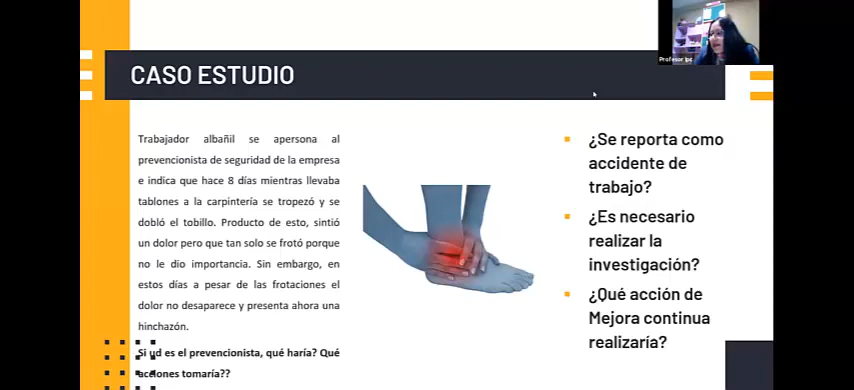 Profesor ipc
CASO ESTUDIO
Trabajador albañil se apersona al
prevencionista de seguridad de la empresa
e indica que hace 8 días mientras llevaba
tablones a la carpintería se tropezó y se
dobló el tobillo. Producto de esto, sintió
un dolor pero que tan solo se frotó porque
no le dio importancia. Sin embargo, en
estos días a pesar de las frotaciones el
dolor no desaparece y presenta ahora una
hinchazón.
Si ud es el prevencionista, qué haría? Qué
acciones tomaría??
¿Se reporta como
accidente de
trabajo?
¿Es necesario
realizar la
investigación?
¿Qué acción de
Mejora continua
realizaría?